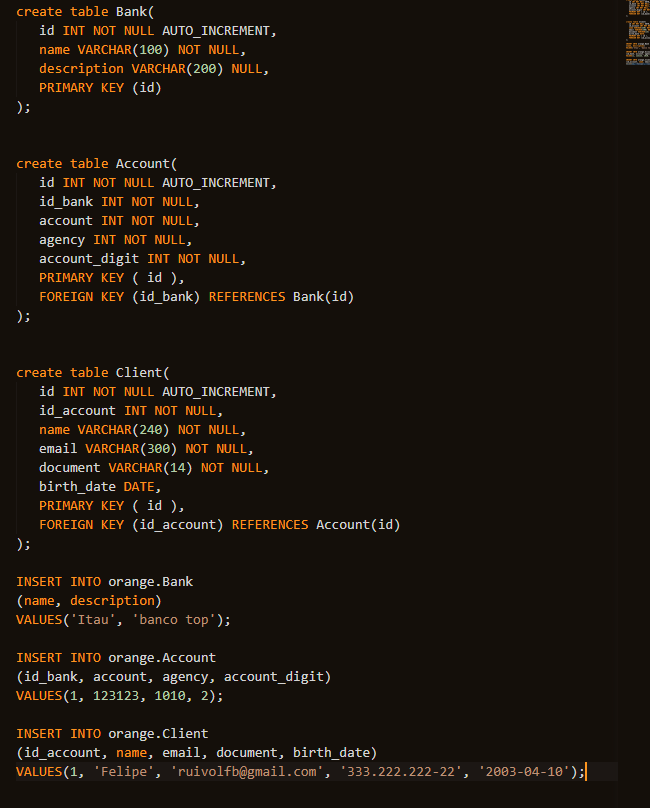 create table Bank(
id INT NOT NULL AUTO_INCREMENT,
name VARCHAR(100) NOT NULL,
description VARCHAR(200) NULL,
PRIMARY KEY (id)
);
create table Account(
id INT NOT NULL AUTO_INCREMENT,
id_bank INT NOT NULL,
account INT NOT NULL,
agency INT NOT NULL,
account_digit INT NOT NULL,
PRIMARY KEY ( id ),
FOREIGN KEY (id_bank) REFERENCES Bank(id)
);
create table Client(
id INT NOT NULL AUTO_INCREMENT,
id_account INT NOT NULL,
name VARCHAR(240) NOT NULL,
email VARCHAR(300) NOT NULL,
document VARCHAR(14) NOT NULL,
birth_date DATE,
PRIMARY KEY ( id ),
FOREIGN KEY (id_account) REFERENCES Account(id)
);
INSERT INTO orange.Bank
(name, description)
VALUES('Itau', 'banco top');
INSERT INTO orange.Account
(id_bank, account, agency, account_digit)
VALUES(1, 123123, 1010, 2);
INSERT INTO orange.Client
(id_account, name, email, document, birth_date)
VALUES(1, 'Felipe', 'ruivolfb@gmail.com', '333.222.222-22', '2003-04-10');